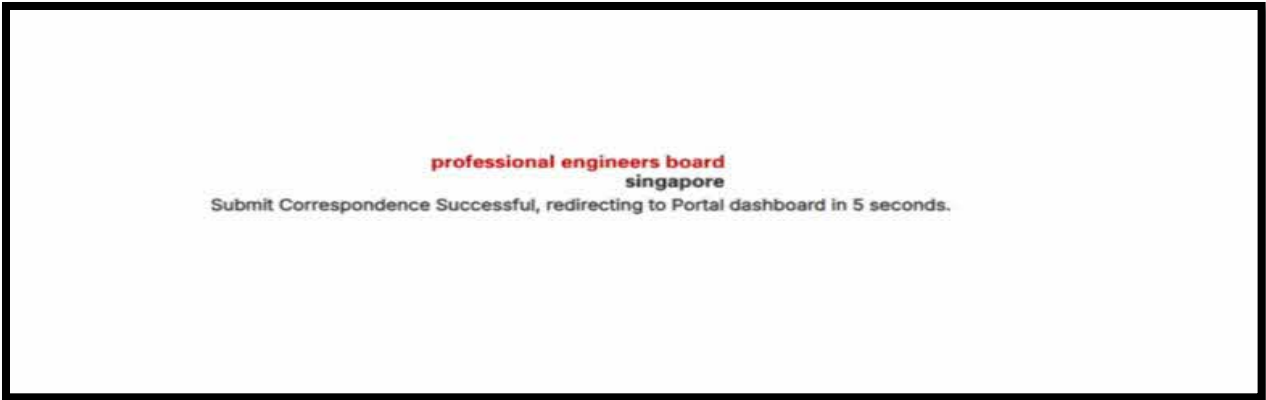 professional engineers board
singapore
Submit Correspondence Successful, redirecting to Portal dashboard in 5 seconds.